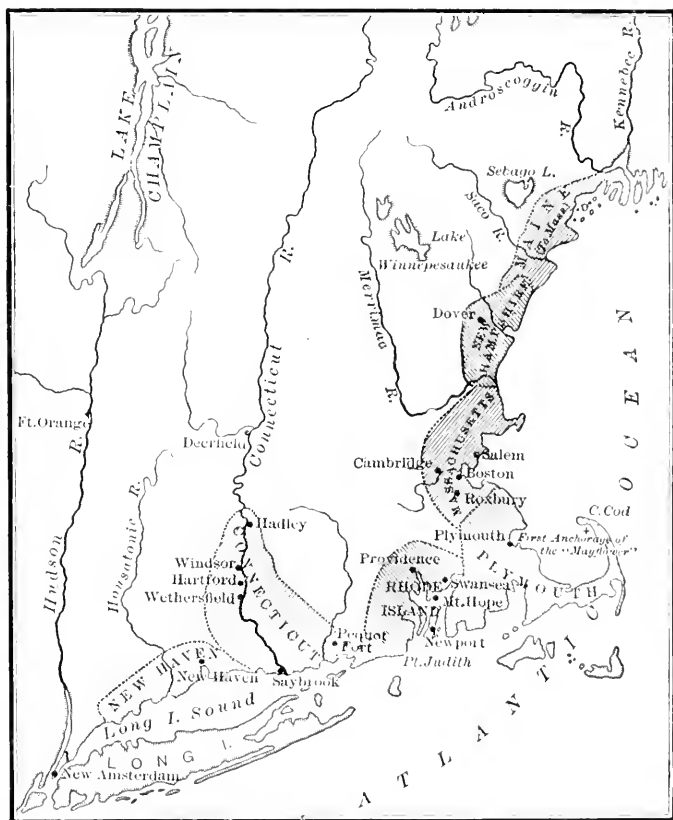 Kennebec R.
Androscoggin
R.
LAKE
CHAMPLAIN
Sebago L.
Saco R.
MAINE
(To Mass.)
Lake
Winnepesaukee
Merrimac
R.
Dover
NEW
HAMPSHIRE
Connecticut
R.
Ft.Orange
Hudson
R.
Deerfield
Housatonic R.
MASSACHUSETTS
Salem
Cambridge
Boston
Roxbury
OCEAN
C.Cod
Hadley
Plymouth
First Anchorage of
the "Mayflower"
PLYMOUTH
Windsor
Hartford
Wethersfield
CONNECTICUT
Providence
RHODE
ISLAND
Swansea
Mt.Hope
Pequot
Fort
Newport
Pt.Judith
NEW HAVEN
New Haven
Saybrook
Long I. Sound
LONG I.
New Amsterdam
ATLANTIC